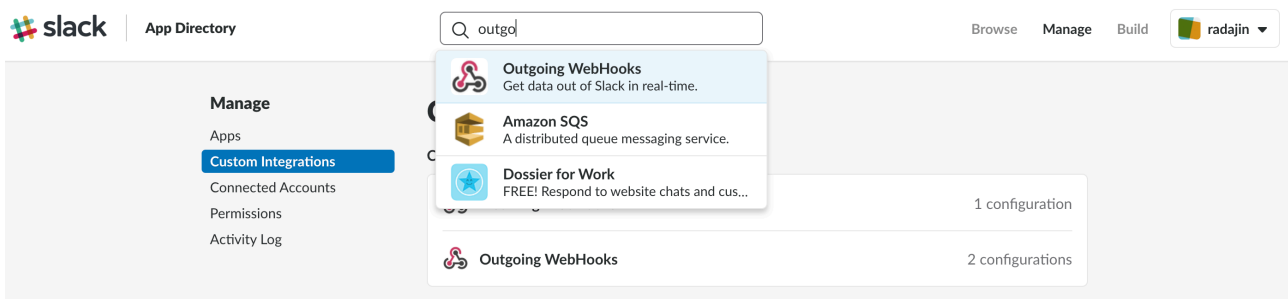 slack
App Directory
outgo
Browse
Manage
Build
radajin
Outgoing WebHooks
Get data out of Slack in real-time.
Amazon SQS
A distributed queue messaging service.
Dossier for Work
FREE! Respond to website chats and cus...
Manage
Apps
Custom Integrations
Connected Accounts
Permissions
Activity Log
1 configuration
Outgoing WebHooks
2 configurations